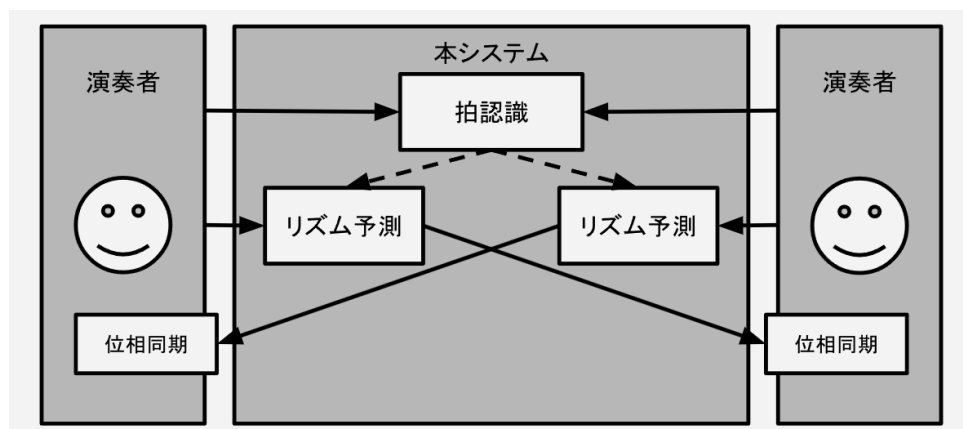 本システム
演奏者
演奏者
拍認識
リズム予測
リズム予測
位相同期
位相同期